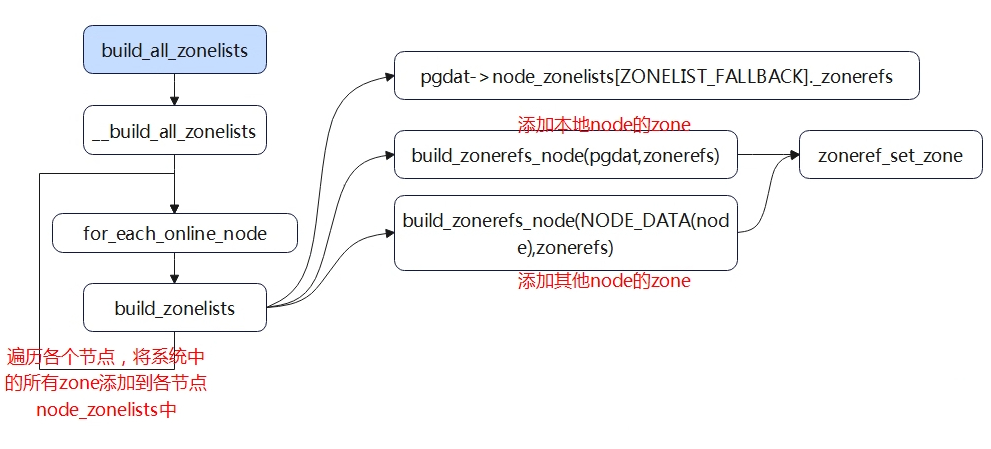 build_all_zonelists
__build_all_zonelists
for_each_online_node
build_zonelists
遍历各个节点，将系统中
的所有zone添加到各节点
node_zonelists中
pgdat->node_zonelists[ZONELIST_FALLBACK]._zonerefs
添加本地node的zone
build_zonerefs_node(pgdat,zonerefs)
build_zonerefs_node(NODE_DATA(nod
e),zonerefs)
添加其他node的zone
zoneref_set_zone